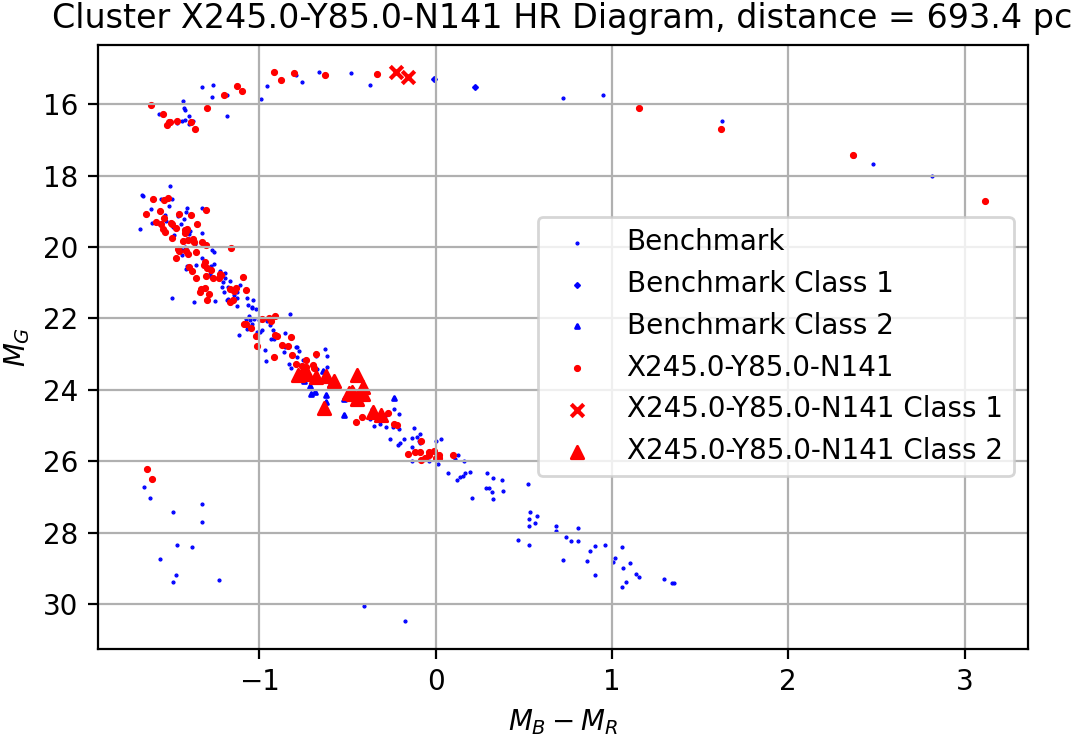 Cluster X245.0-Y85.0-N141 HR Diagram, distance = 693.4 pc
16
18
20
22
24
26
28
30
M_G
Benchmark
Benchmark Class 1
Benchmark Class 2
X245.0-Y85.0-N141
X245.0-Y85.0-N141 Class 1
X245.0-Y85.0-N141 Class 2
−1 0 1 2 3
M_B − M_R